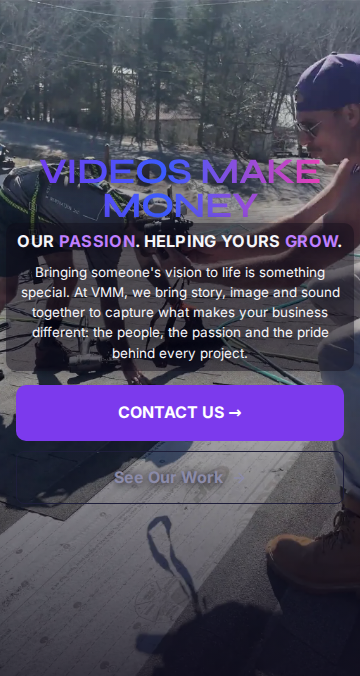 VIDEOS MAKE
MONEY
OUR PASSION. HELPING YOURS GROW.
Bringing someone's vision to life is something
special. At VMM, we bring story, image and sound
together to capture what makes your business
different: the people, the passion and the pride
behind every project.
CONTACT US →
See Our Work